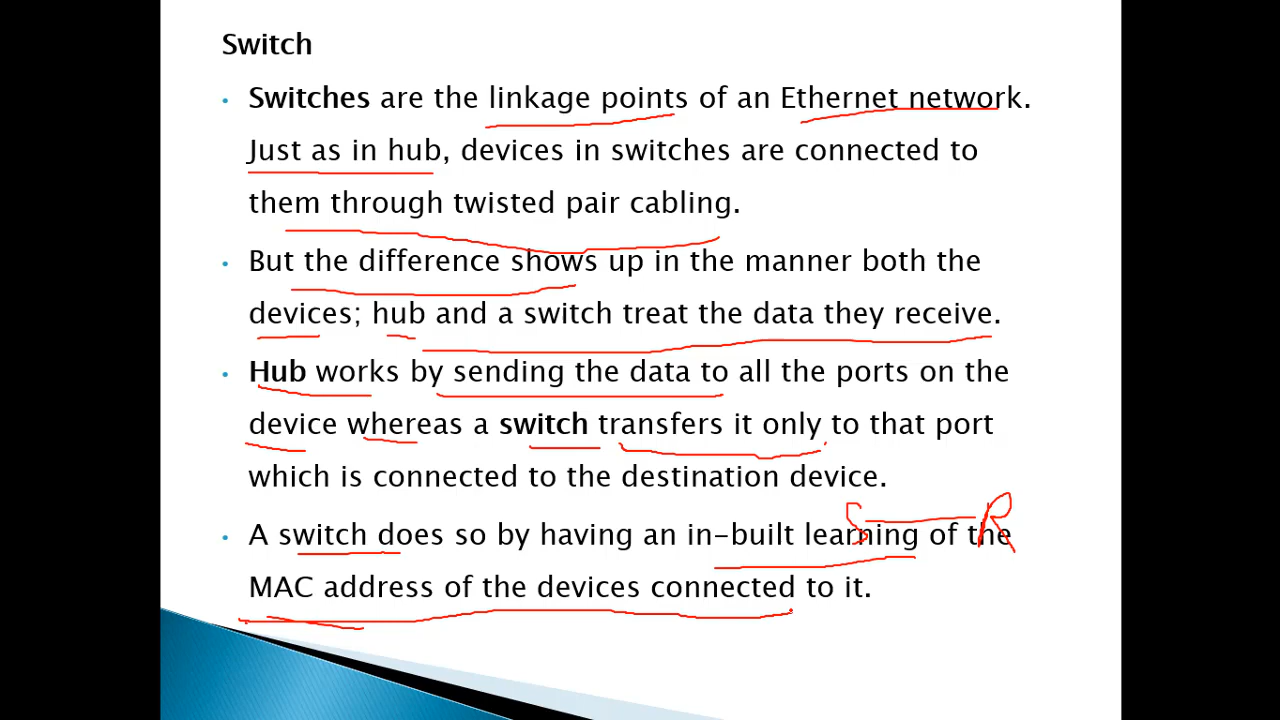 Switch
• Switches are the linkage points of an Ethernet network.
Just as in hub, devices in switches are connected to
them through twisted pair cabling.
• But the difference shows up in the manner both the
devices; hub and a switch treat the data they receive.
• Hub works by sending the data to all the ports on the
device whereas a switch transfers it only to that port
which is connected to the destination device.
S R
• A switch does so by having an in-built learning of the
MAC address of the devices connected to it.